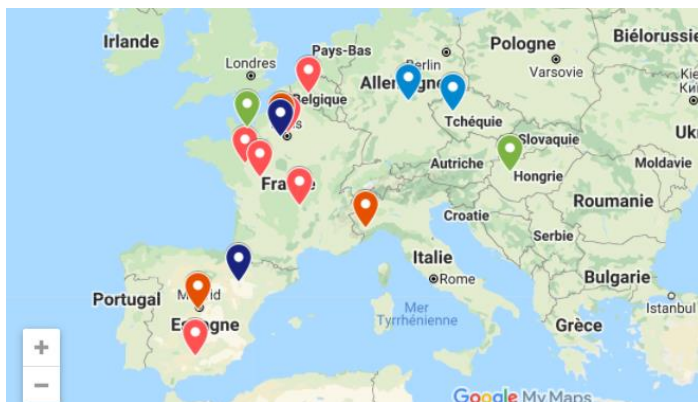 Irlande
Londres
Pays-Bas
Berlin
Pologne
Varsovie
Biélorussie
Allemagne
Belgique
Tchéquie
Slovaquie
Autriche
Hongrie
Moldavie
France
Roumanie
Croatie
Serbie
Italie
Rome
Bulgarie
Istanbul
Portugal
Madrid
Espagne
Mer
Tyrrhénienne
Grèce
+
−
Google My Maps